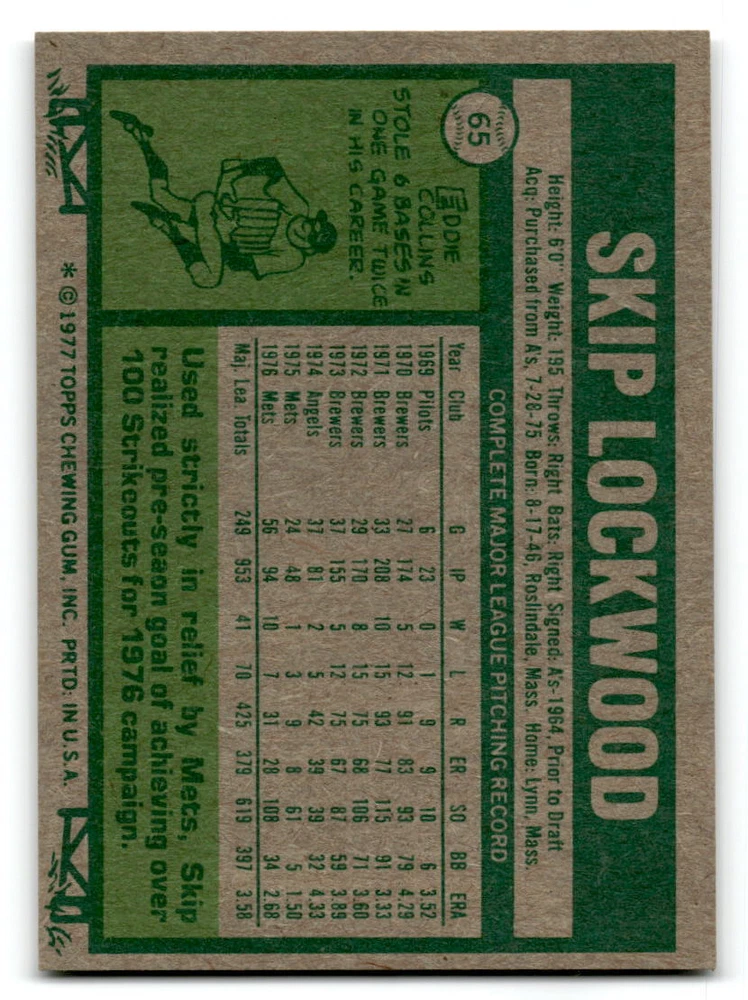 65
SKIP LOCKWOOD
Height: 6'0" Weight: 195 Throws: Right Bats: Right Signed: A's-1964, Prior to Draft
Acq: Purchased from A's, 7-28-75 Born: 8-17-46, Roslindale, Mass. Home: Lynn, Mass.
COMPLETE MAJOR LEAGUE PITCHING RECORD
Year Club G IP W L R ER SO BB ERA
1969 Pilots 6 23 0 1 9 9 10 6 3.52
1970 Brewers 27 174 5 12 91 83 93 79 4.29
1971 Brewers 33 208 10 15 93 77 115 91 3.33
1972 Brewers 29 170 8 15 75 68 106 71 3.60
1973 Brewers 37 155 5 12 75 67 87 59 3.89
1974 Angels 37 81 2 5 42 39 39 32 4.33
1975 Mets 24 48 1 3 9 8 61 5 1.50
1976 Mets 56 94 10 7 31 28 108 34 2.68
Maj. Lea. Totals 249 953 41 70 425 379 619 397 3.58
EDDIE
COLLINS
STOLE 6 BASES IN
ONE GAME TWICE
IN HIS CAREER.
Used strictly in relief by Mets, Skip
realized pre-seaon goal of achieving over
100 Strikeouts for 1976 campaign.
* © 1977 TOPPS CHEWING GUM, INC. PRTD. IN U.S.A.